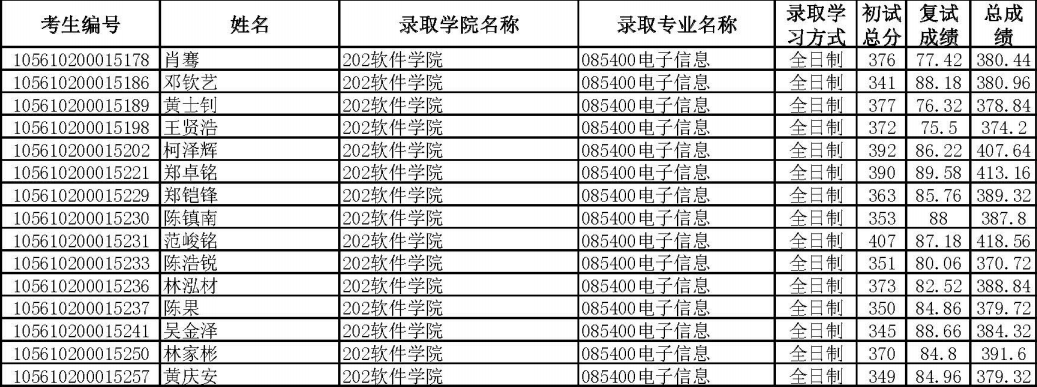 考生编号 姓名 录取学院名称 录取专业名称 录取学习方式 初试总分 复试成绩 总成绩
105610200015178 肖骞 202软件学院 085400电子信息 全日制 376 77.42 380.44
105610200015186 邓钦艺 202软件学院 085400电子信息 全日制 341 88.18 380.96
105610200015189 黄士钊 202软件学院 085400电子信息 全日制 377 76.32 378.84
105610200015198 王贤浩 202软件学院 085400电子信息 全日制 372 75.5 374.2
105610200015202 柯泽辉 202软件学院 085400电子信息 全日制 392 86.22 407.64
105610200015221 郑卓铭 202软件学院 085400电子信息 全日制 390 89.58 413.16
105610200015229 郑铠锋 202软件学院 085400电子信息 全日制 363 85.76 389.32
105610200015230 陈镇南 202软件学院 085400电子信息 全日制 353 88 387.8
105610200015231 范峻铭 202软件学院 085400电子信息 全日制 407 87.18 418.56
105610200015233 陈浩锐 202软件学院 085400电子信息 全日制 351 80.06 370.72
105610200015236 林泓材 202软件学院 085400电子信息 全日制 373 82.52 388.84
105610200015237 陈果 202软件学院 085400电子信息 全日制 350 84.86 379.72
105610200015241 吴金泽 202软件学院 085400电子信息 全日制 345 88.66 384.32
105610200015250 林家彬 202软件学院 085400电子信息 全日制 370 84.8 391.6
105610200015257 黄庆安 202软件学院 085400电子信息 全日制 349 84.96 379.32